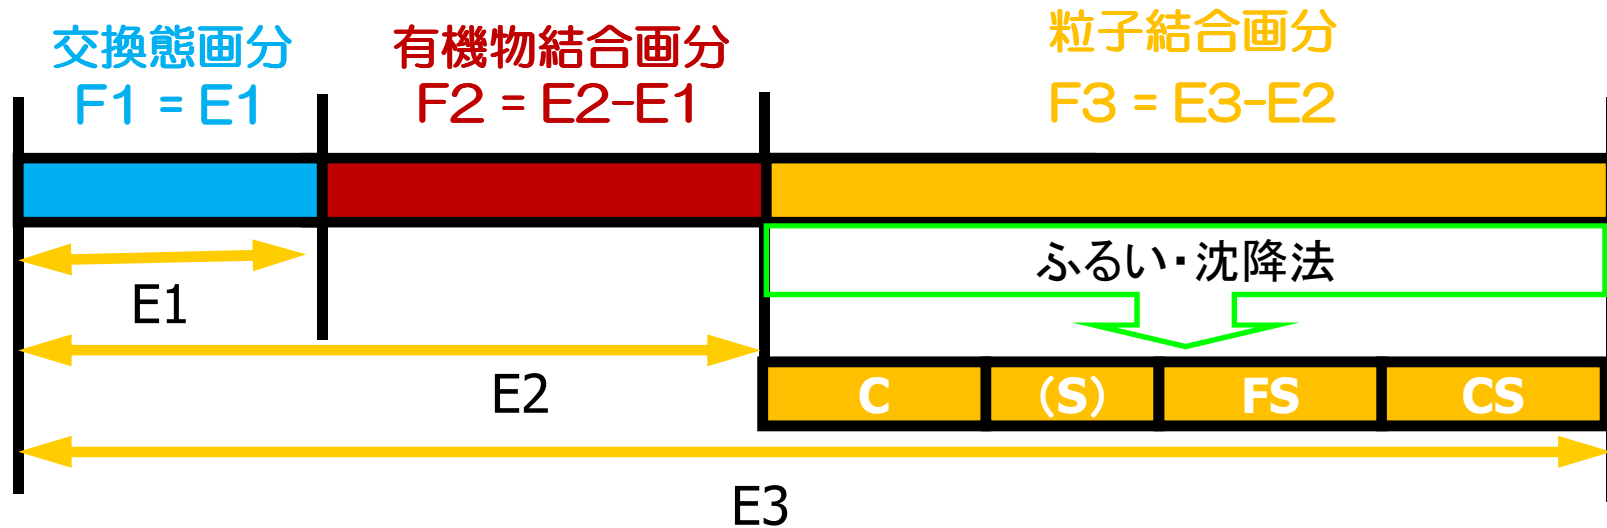 交換態画分
F1 = E1
有機物結合画分
F2 = E2-E1
粒子結合画分
F3 = E3-E2
ふるい・沈降法
E1
E2
C
(S)
FS
CS
E3